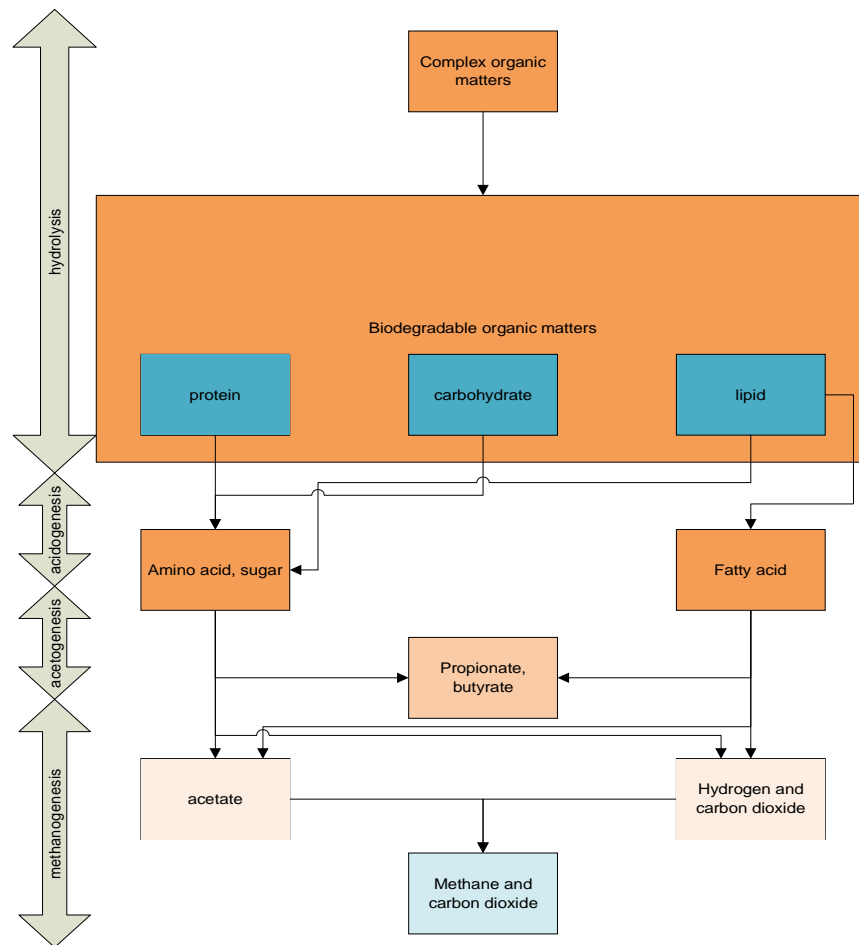 Complex organic
matters
hydrolysis
Biodegradable organic matters
protein
carbohydrate
lipid
acidogenesis
Amino acid, sugar
Fatty acid
acetogenesis
Propionate,
butyrate
methanogenesis
acetate
Hydrogen and
carbon dioxide
Methane and
carbon dioxide